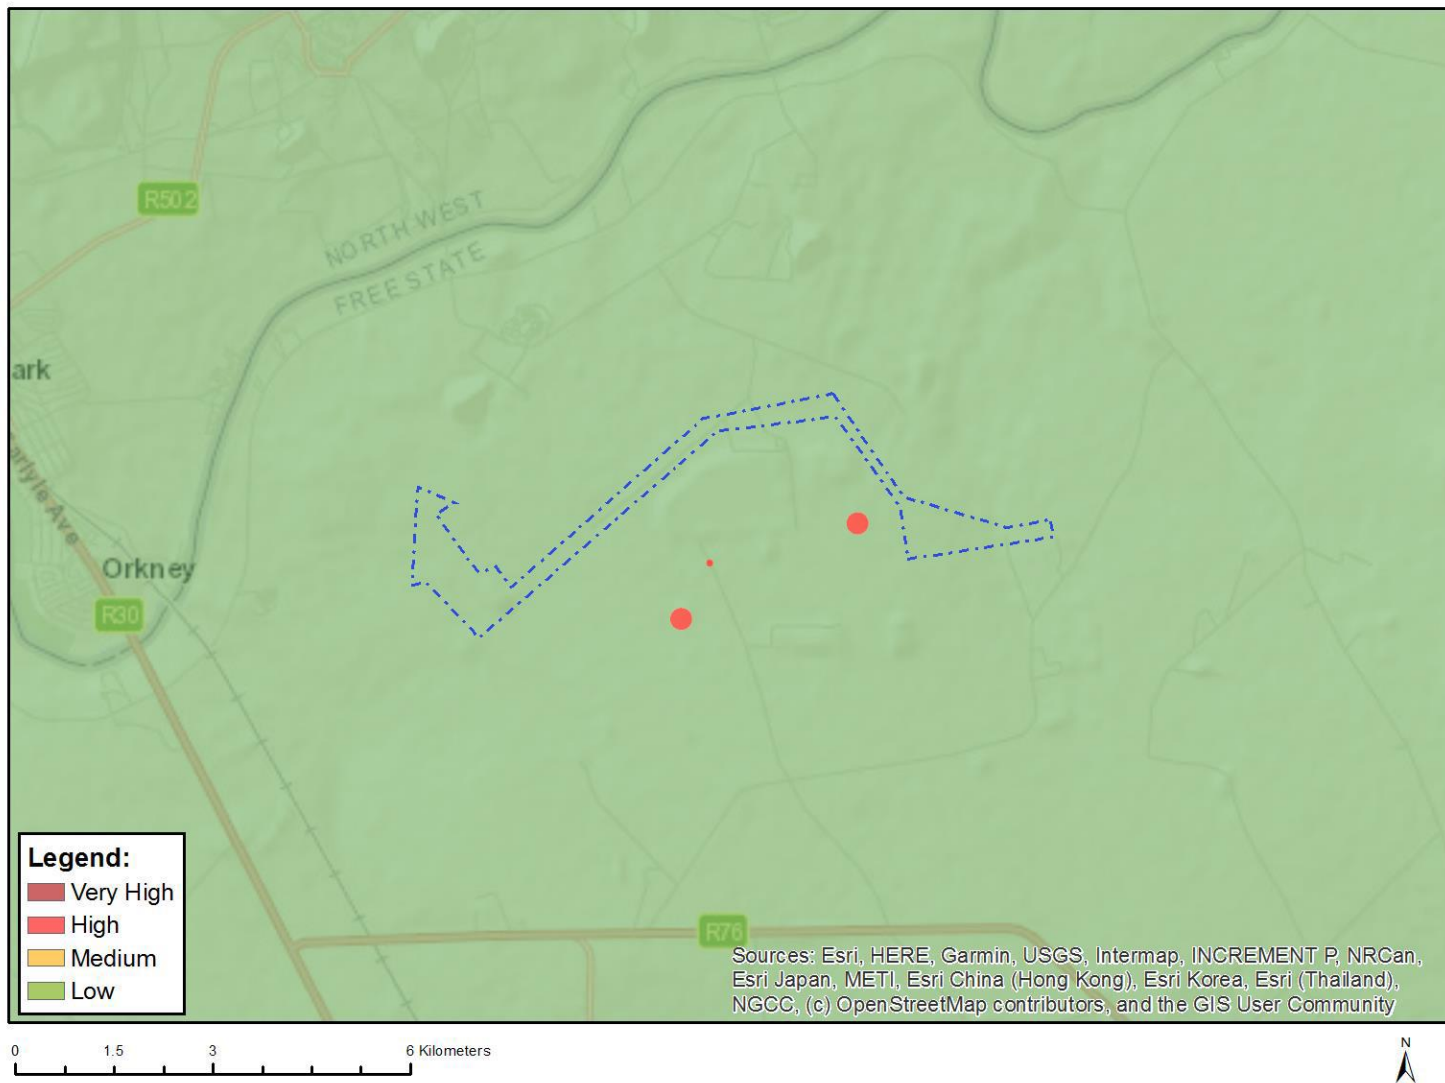 R502
NORTH WEST
FREE STATE
ark
arlyle Ave
Orkney
R30
R76
Legend:
Very High
High
Medium
Low
Sources: Esri, HERE, Garmin, USGS, Intermap, INCREMENT P, NRCan,
Esri Japan, METI, Esri China (Hong Kong), Esri Korea, Esri (Thailand),
NGCC, (c) OpenStreetMap contributors, and the GIS User Community
0 1.5 3 6 Kilometers
N